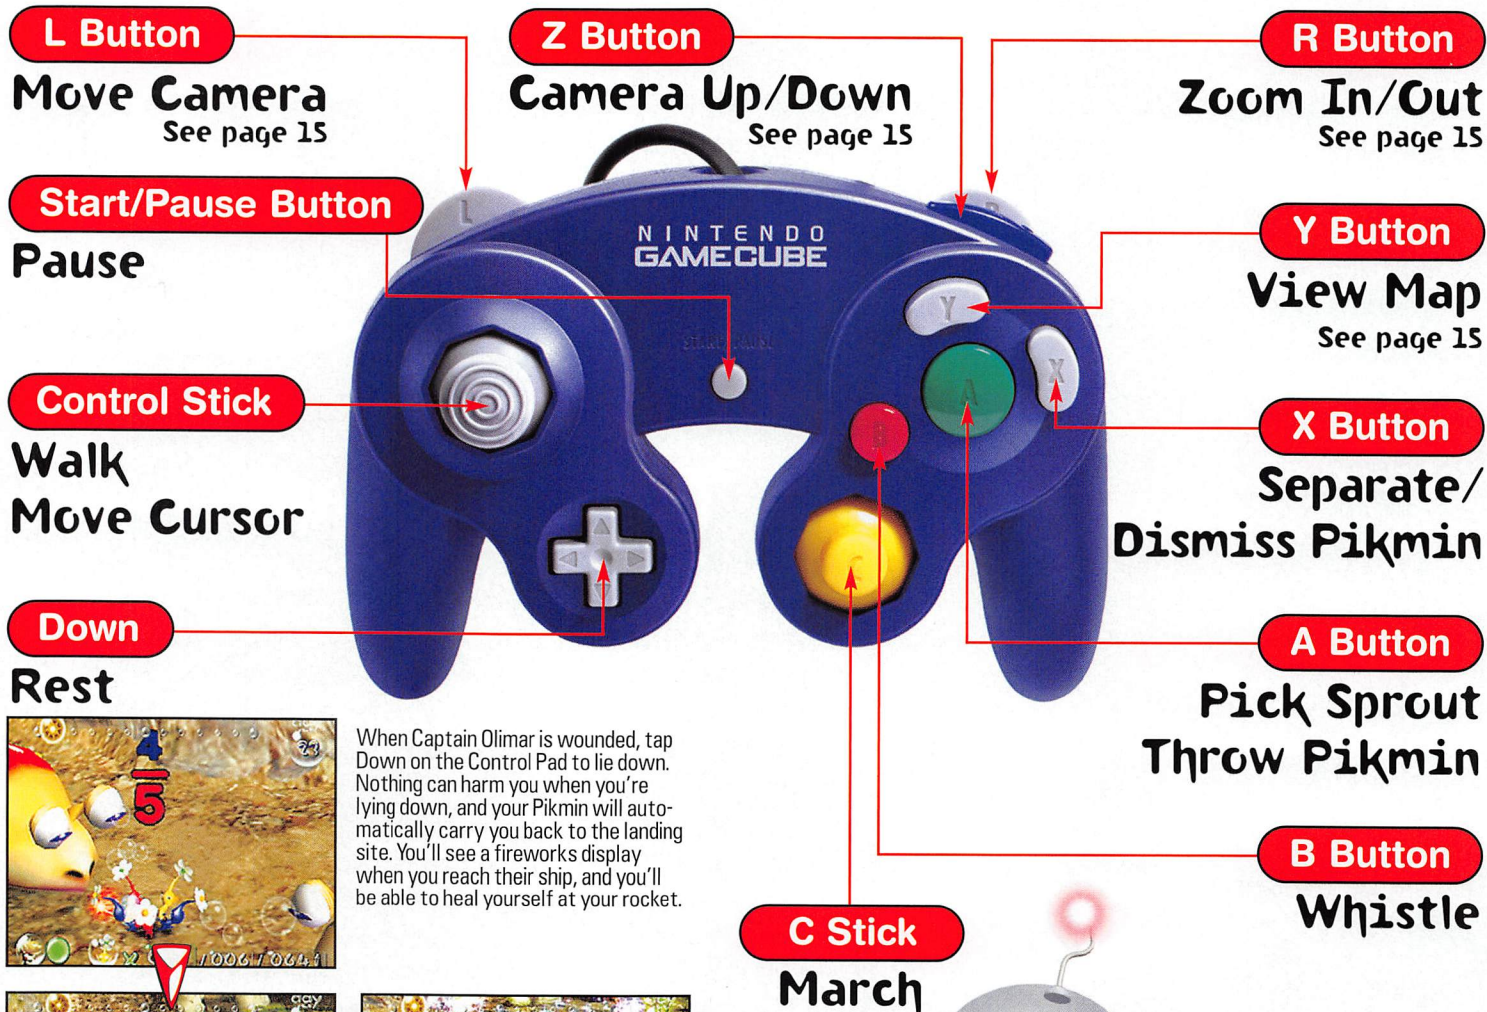 L Button
Move Camera
See page 15
Z Button
Camera Up/Down
See page 15
R Button
Zoom In/Out
See page 15
Start/Pause Button
Pause
L
NINTENDO
GAMECUBE
START/PAUSE
Y Button
View Map
See page 15
Y
X
A
B
C
Control Stick
Walk
Move Cursor
X Button
Separate/
Dismiss Pikmin
Down
Rest
A Button
Pick Sprout
Throw Pikmin
4
5
When Captain Olimar is wounded, tap
Down on the Control Pad to lie down.
Nothing can harm you when you're
lying down, and your Pikmin will auto-
matically carry you back to the landing
site. You'll see a fireworks display
when you reach their ship, and you'll
be able to heal yourself at your rocket.
B Button
Whistle
C Stick
March
day